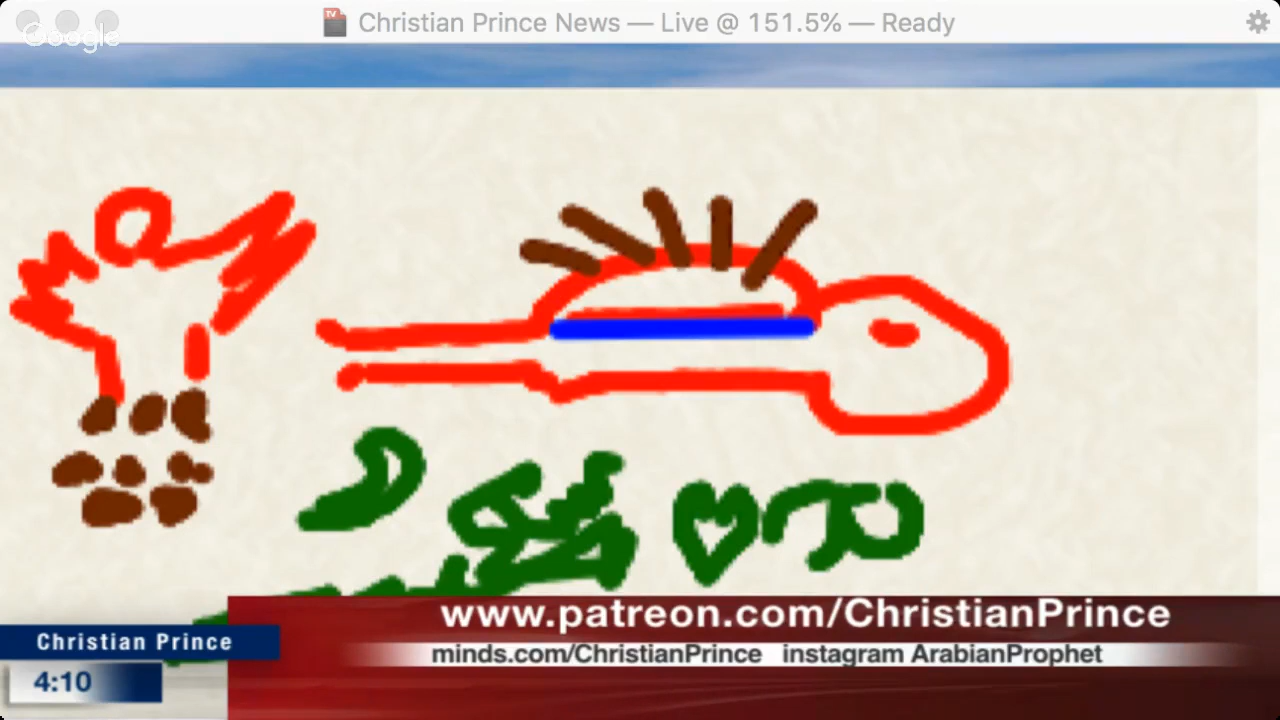 Christian Prince News — Live @ 151.5% — Ready
Google
TV
www.patreon.com/ChristianPrince
Christian Prince
minds.com/ChristianPrince instagram ArabianProphet
4:10